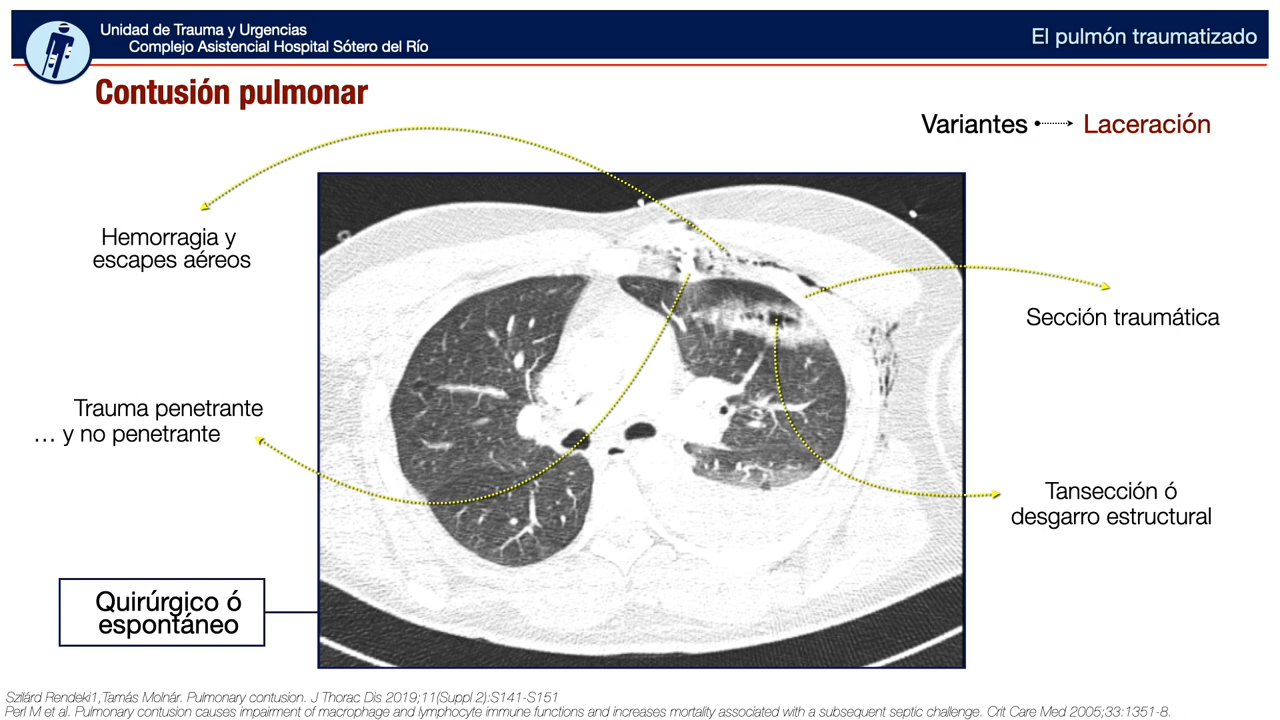 Unidad de Trauma y Urgencias
Complejo Asistencial Hospital Sótero del Río
El pulmón traumatizado
Contusión pulmonar
Variantes
Laceración
Hemorragia y
escapes aéreos
Sección traumática
Trauma penetrante
… y no penetrante
Tansección ó
desgarro estructural
Quirúrgico ó
espontáneo
Szilárd Rendeki1,Tamás Molnár. Pulmonary contusion. J Thorac Dis 2019;11(Suppl 2):S141-S151
Perl M et al. Pulmonary contusion causes impairment of macrophage and lymphocyte immune functions and increases mortality associated with a subsequent septic challenge. Crit Care Med 2005;33:1351-8.